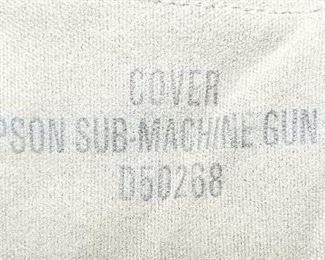 COVER
PSON SUB-MACHINE GUN
D50268